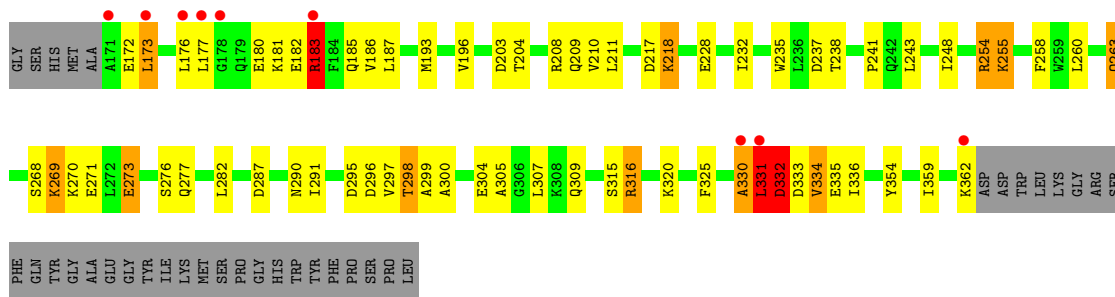 GLY SER HIS MET ALA A171 E172 L173 L176 L177 G178 Q179 E180 K181 E182 R183 F184 Q185 V186 L187 M193 V196 D203 T204 R208 Q209 V210 L211 D217 K218 E228 I232 W235 L236 D237 T238 P241 Q242 L243 I248 R254 K255 F258 W259 L260 Q263
S268 K269 K270 E271 L272 E273 S276 Q277 L282 D287 N290 I291 D295 D296 V297 T298 A299 A300 E304 A305 G306 L307 K308 Q309 S315 R316 K320 F325 A330 L331 D332 D333 V334 E335 I336 Y354 I359 K362 ASP ASP TRP LEU LYS GLY ARG SER
PHE GLN TYR GLY ALA GLU GLY TYR ILE LYS MET SER PRO GLY HIS TRP TYR PHE PRO SER PRO LEU